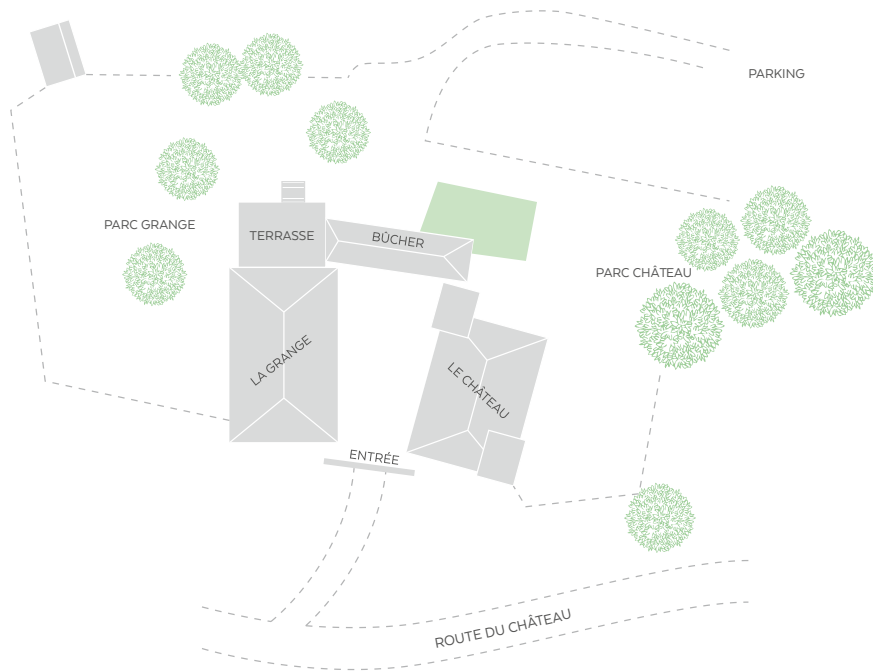 PARKING
PARC GRANGE
TERRASSE
BÛCHER
PARC CHÂTEAU
LA GRANGE
LE CHÂTEAU
ENTRÉE
ROUTE DU CHÂTEAU